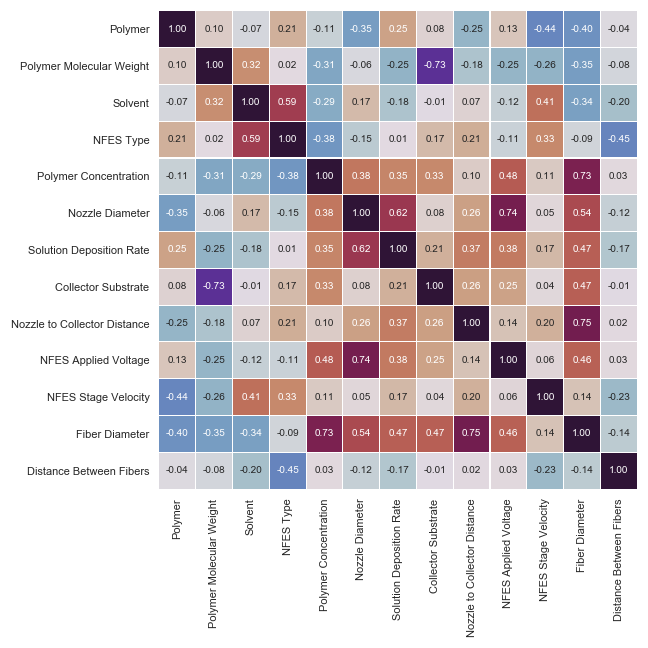 Polymer 1.00 0.10 -0.07 0.21 -0.11 -0.35 0.25 0.08 -0.25 0.13 -0.44 -0.40 -0.04
Polymer Molecular Weight 0.10 1.00 0.32 0.02 -0.31 -0.06 -0.25 -0.73 -0.18 -0.25 -0.26 -0.35 -0.08
Solvent -0.07 0.32 1.00 0.59 -0.29 0.17 -0.18 -0.01 0.07 -0.12 0.41 -0.34 -0.20
NFES Type 0.21 0.02 0.59 1.00 -0.38 -0.15 0.01 0.17 0.21 -0.11 0.33 -0.09 -0.45
Polymer Concentration -0.11 -0.31 -0.29 -0.38 1.00 0.38 0.35 0.33 0.10 0.48 0.11 0.73 0.03
Nozzle Diameter -0.35 -0.06 0.17 -0.15 0.38 1.00 0.62 0.08 0.26 0.74 0.05 0.54 -0.12
Solution Deposition Rate 0.25 -0.25 -0.18 0.01 0.35 0.62 1.00 0.21 0.37 0.38 0.17 0.47 -0.17
Collector Substrate 0.08 -0.73 -0.01 0.17 0.33 0.08 0.21 1.00 0.26 0.25 0.04 0.47 -0.01
Nozzle to Collector Distance -0.25 -0.18 0.07 0.21 0.10 0.26 0.37 0.26 1.00 0.14 0.20 0.75 0.02
NFES Applied Voltage 0.13 -0.25 -0.12 -0.11 0.48 0.74 0.38 0.25 0.14 1.00 0.06 0.46 0.03
NFES Stage Velocity -0.44 -0.26 0.41 0.33 0.11 0.05 0.17 0.04 0.20 0.06 1.00 0.14 -0.23
Fiber Diameter -0.40 -0.35 -0.34 -0.09 0.73 0.54 0.47 0.47 0.75 0.46 0.14 1.00 -0.14
Distance Between Fibers -0.04 -0.08 -0.20 -0.45 0.03 -0.12 -0.17 -0.01 0.02 0.03 -0.23 -0.14 1.00
Polymer
Polymer Molecular Weight
Solvent
NFES Type
Polymer Concentration
Nozzle Diameter
Solution Deposition Rate
Collector Substrate
Nozzle to Collector Distance
NFES Applied Voltage
NFES Stage Velocity
Fiber Diameter
Distance Between Fibers